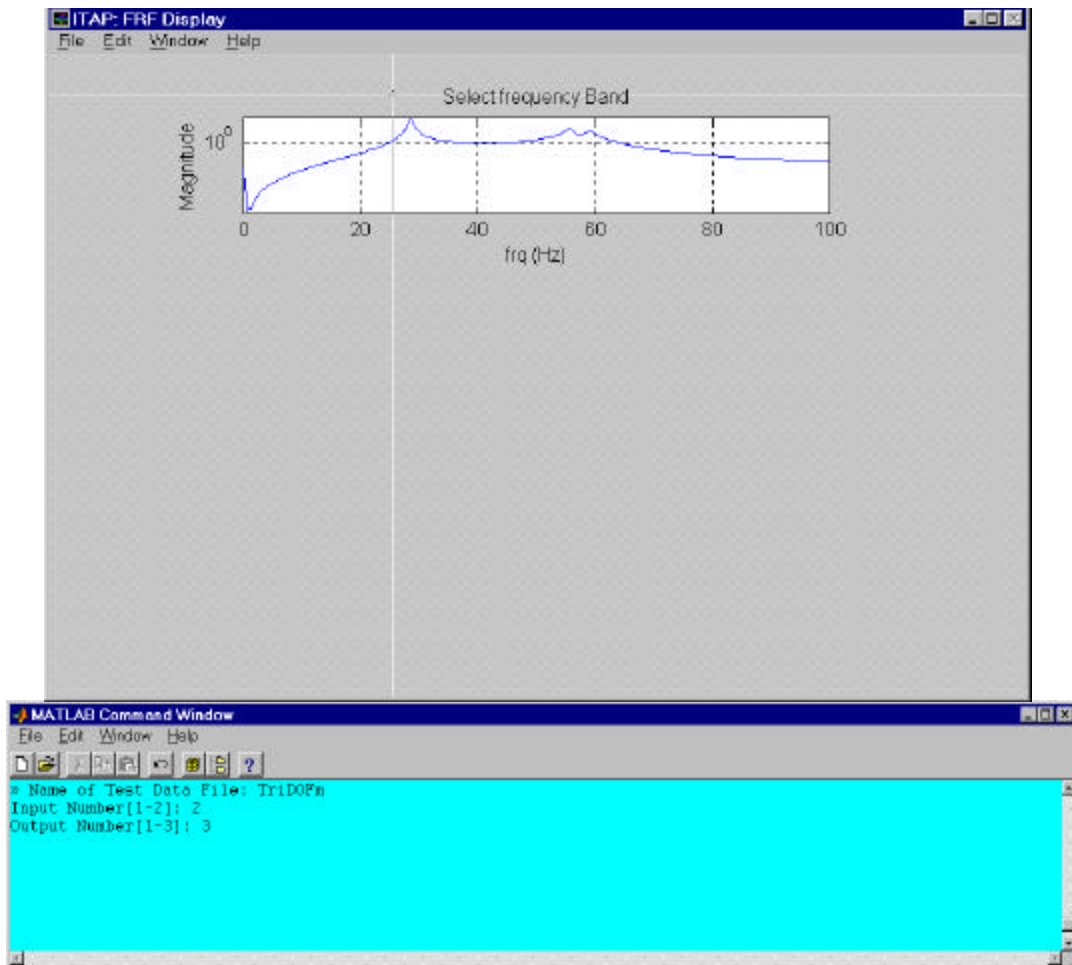 ITAP: FRF Display
File Edit Window Help
Select frequency Band
Magnitude
10^0
0 20 40 60 80 100
frq (Hz)
MATLAB Command Window
File Edit Window Help
?
» Name of Test Data File: TriDOFm
Input Number[1-2]: 2
Output Number[1-3]: 3